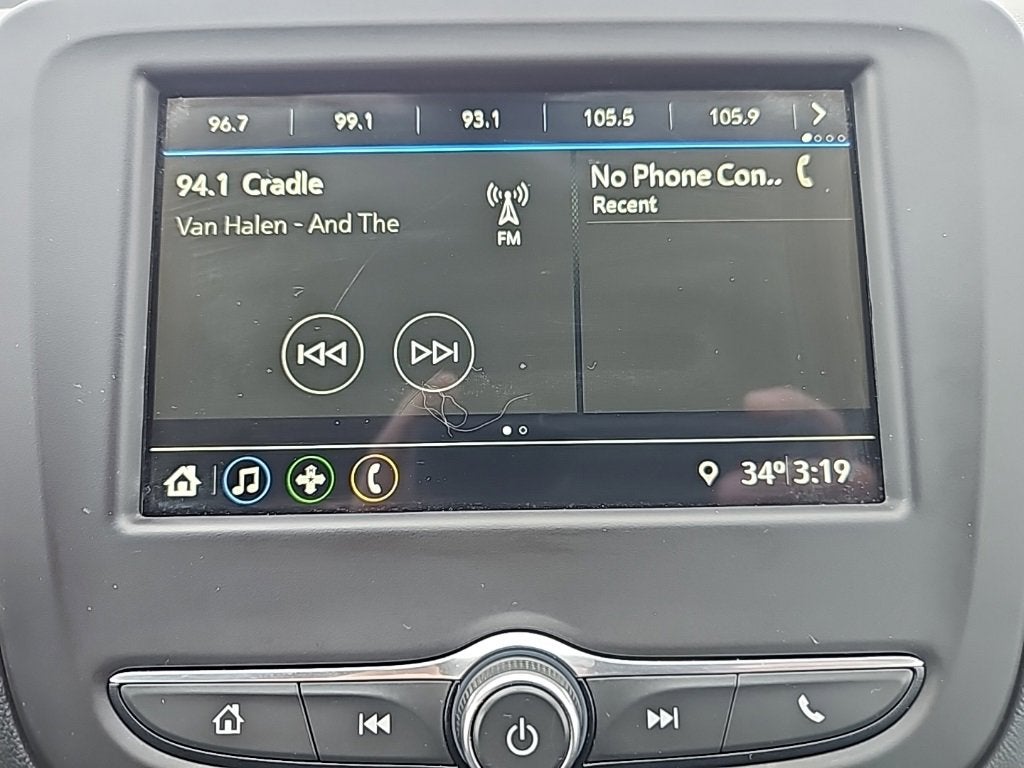 96.7 99.1 93.1 105.5 105.9
94.1 Cradle
Van Halen - And The
FM
No Phone Con..
Recent
34° 3:19